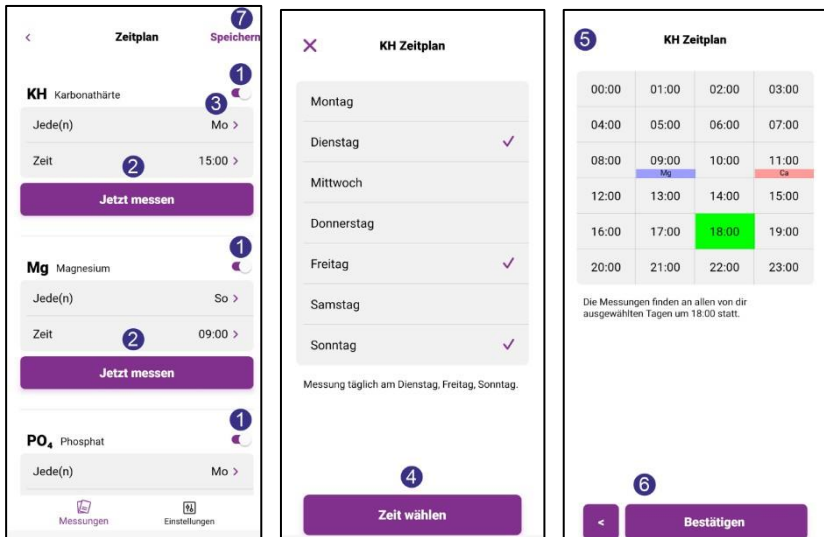 7
< Zeitplan Speichern
1
KH Karbonathärte
3
Jede(n) Mo >
Zeit 2 15:00 >
Jetzt messen
1
Mg Magnesium
Jede(n) So >
Zeit 2 09:00 >
Jetzt messen
1
PO₄ Phosphat
Jede(n) Mo >
Messungen Einstellungen
KH Zeitplan
Montag
Dienstag
Mittwoch
Donnerstag
Freitag
Samstag
Sonntag
Messung täglich am Dienstag, Freitag, Sonntag.
4
Zeit wählen
5 KH Zeitplan
00:00 01:00 02:00 03:00
04:00 05:00 06:00 07:00
08:00 09:00 10:00 11:00
Mg Ca
12:00 13:00 14:00 15:00
16:00 17:00 18:00 19:00
20:00 21:00 22:00 23:00
Die Messungen finden an allen von dir
ausgewählten Tagen um 18:00 statt.
6
< Bestätigen